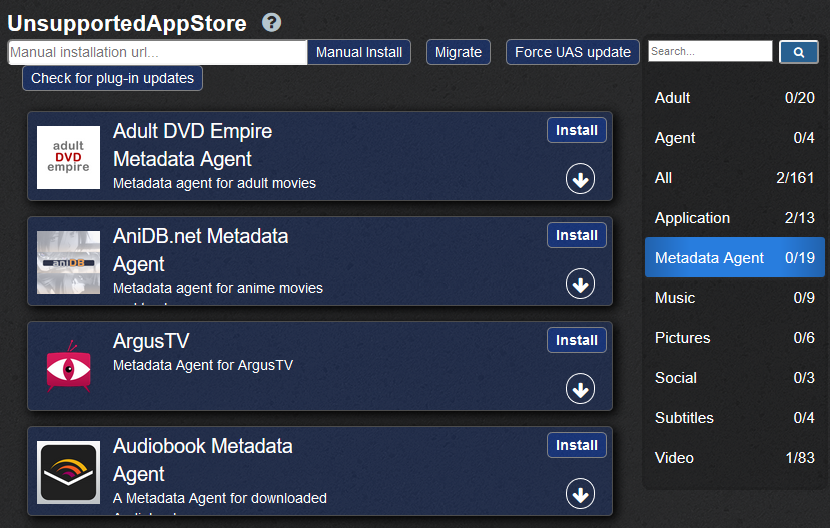 UnsupportedAppStore ?
Manual installation url... Manual Install Migrate Force UAS update
Check for plug-in updates
Search...
adult
DVD
empire
Adult DVD Empire
Metadata Agent
Metadata agent for adult movies
Install
aniDB
AniDB.net Metadata
Agent
Metadata agent for anime movies
Install
ArgusTV
Metadata Agent for ArgusTV
Install
Audiobook Metadata
Agent
A Metadata Agent for downloaded
Install
Adult 0/20
Agent 0/4
All 2/161
Application 2/13
Metadata Agent 0/19
Music 0/9
Pictures 0/6
Social 0/3
Subtitles 0/4
Video 1/83